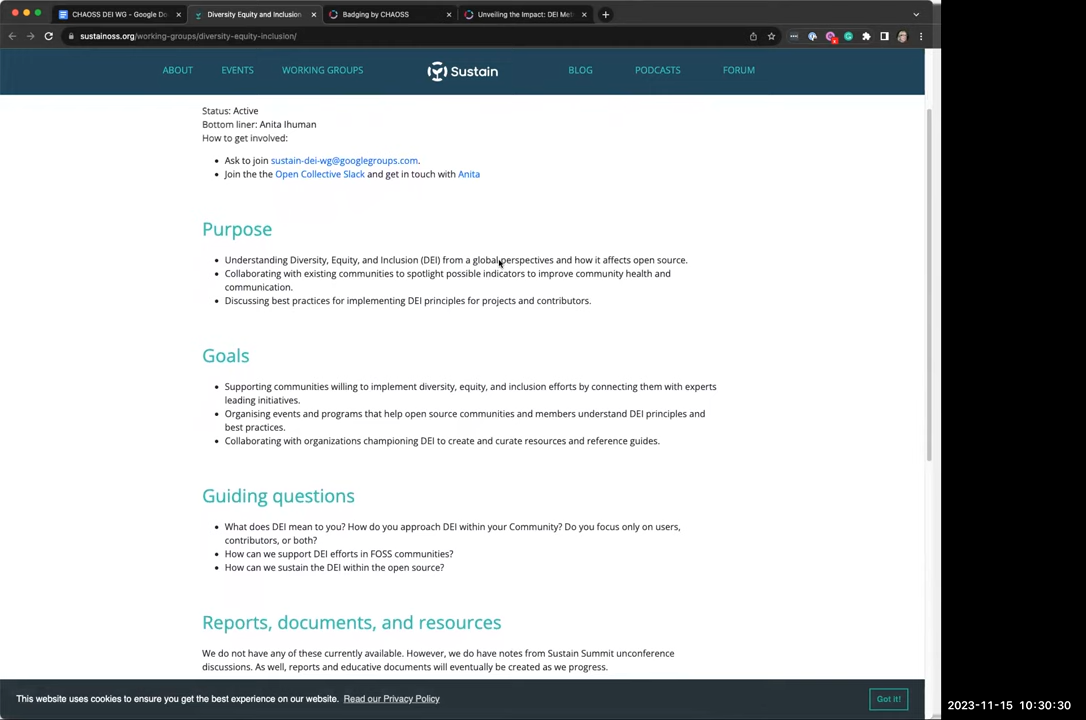 CHAOSS DEI WG - Google Do
Diversity Equity and Inclusion
Badging by CHAOSS
Unveiling the Impact: DEI Met
sustainoss.org/working-groups/diversity-equity-inclusion/
ABOUT EVENTS WORKING GROUPS Sustain BLOG PODCASTS FORUM
Status: Active
Bottom liner: Anita Ihuman
How to get involved:
• Ask to join sustain-dei-wg@googlegroups.com.
• Join the the Open Collective Slack and get in touch with Anita
Purpose
• Understanding Diversity, Equity, and Inclusion (DEI) from a global perspectives and how it affects open source.
• Collaborating with existing communities to spotlight possible indicators to improve community health and
communication.
• Discussing best practices for implementing DEI principles for projects and contributors.
Goals
• Supporting communities willing to implement diversity, equity, and inclusion efforts by connecting them with experts
leading initiatives.
• Organising events and programs that help open source communities and members understand DEI principles and
best practices.
• Collaborating with organizations championing DEI to create and curate resources and reference guides.
Guiding questions
• What does DEI mean to you? How do you approach DEI within your Community? Do you focus only on users,
contributors, or both?
• How can we support DEI efforts in FOSS communities?
• How can we sustain the DEI within the open source?
Reports, documents, and resources
We do not have any of these currently available. However, we do have notes from Sustain Summit unconference
discussions. As well, reports and educative documents will eventually be created as we progress.
This website uses cookies to ensure you get the best experience on our website. Read our Privacy Policy
Got it!
2023-11-15 10:30:30